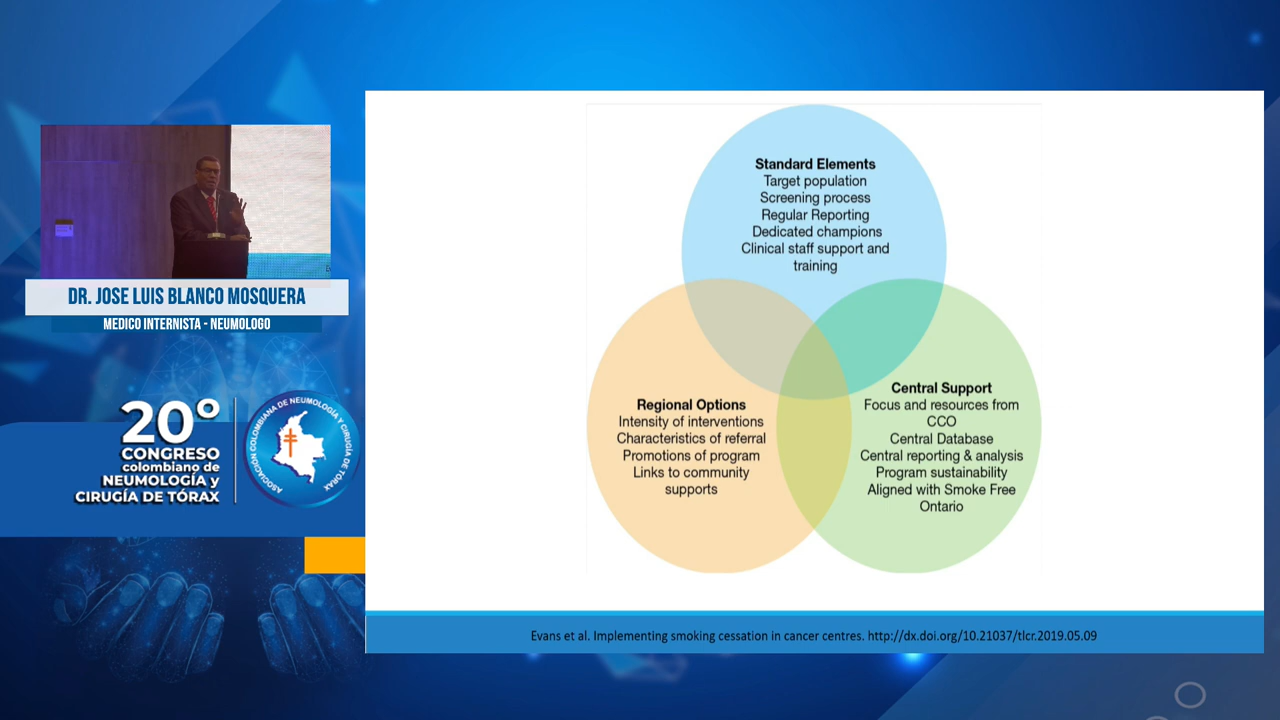 DR. JOSE LUIS BLANCO MOSQUERA
MEDICO INTERNISTA - NEUMOLOGO
20º
CONGRESO
colombiano de
NEUMOLOGÍA y
CIRUGÍA DE TÓRAX
ASOCIACIÓN COLOMBIANA DE NEUMOLOGÍA Y CIRUGÍA DE TÓRAX
Standard Elements
Target population
Screening process
Regular Reporting
Dedicated champions
Clinical staff support and
training
Regional Options
Intensity of interventions
Characteristics of referral
Promotions of program
Links to community
supports
Central Support
Focus and resources from
CCO
Central Database
Central reporting & analysis
Program sustainability
Aligned with Smoke Free
Ontario
Evans et al. Implementing smoking cessation in cancer centres. http://dx.doi.org/10.21037/tlcr.2019.05.09